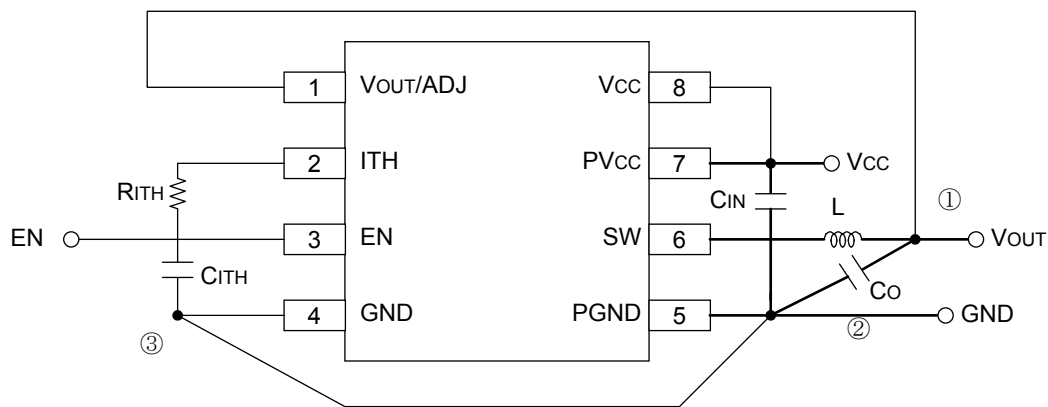 1 VOUT/ADJ VCC 8
2 ITH PVCC 7 VCC
RITH CIN L ①
EN 3 EN SW 6 VOUT
CITH CO
4 GND PGND 5 ② GND
③